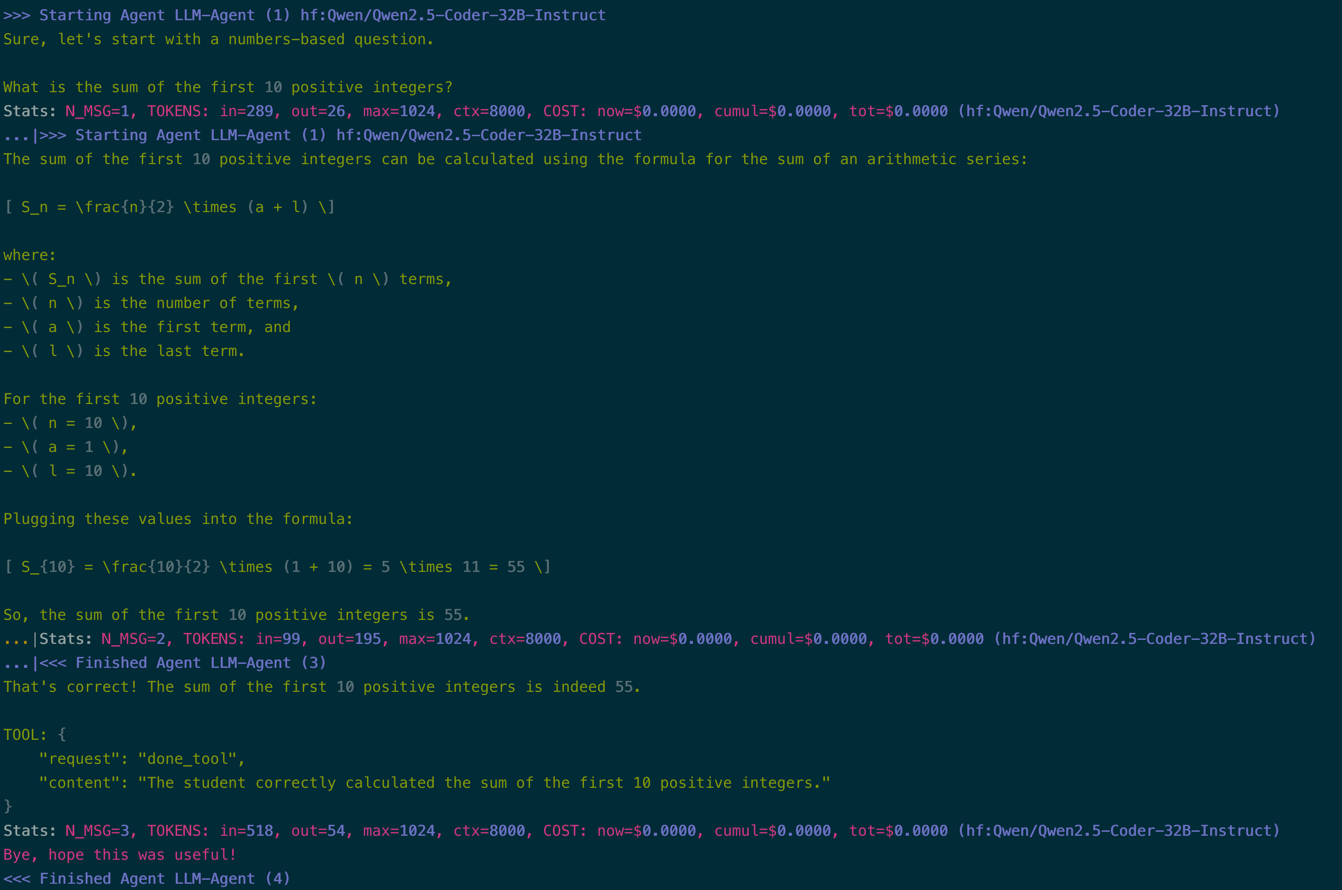 >>> Starting Agent LLM-Agent (1) hf:Qwen/Qwen2.5-Coder-32B-Instruct
Sure, let's start with a numbers-based question.
What is the sum of the first 10 positive integers?
Stats: N_MSG=1, TOKENS: in=289, out=26, max=1024, ctx=8000, COST: now=$0.0000, cumul=$0.0000, tot=$0.0000 (hf:Qwen/Qwen2.5-Coder-32B-Instruct)
...|>>> Starting Agent LLM-Agent (1) hf:Qwen/Qwen2.5-Coder-32B-Instruct
The sum of the first 10 positive integers can be calculated using the formula for the sum of an arithmetic series:
[ S_n = \frac{n}{2} \times (a + l) \]
where:
- \( S_n \) is the sum of the first \( n \) terms,
- \( n \) is the number of terms,
- \( a \) is the first term, and
- \( l \) is the last term.
For the first 10 positive integers:
- \( n = 10 \),
- \( a = 1 \),
- \( l = 10 \).
Plugging these values into the formula:
[ S_{10} = \frac{10}{2} \times (1 + 10) = 5 \times 11 = 55 \]
So, the sum of the first 10 positive integers is 55.
...|Stats: N_MSG=2, TOKENS: in=99, out=195, max=1024, ctx=8000, COST: now=$0.0000, cumul=$0.0000, tot=$0.0000 (hf:Qwen/Qwen2.5-Coder-32B-Instruct)
...|<<< Finished Agent LLM-Agent (3)
That's correct! The sum of the first 10 positive integers is indeed 55.
TOOL: {
    "request": "done_tool",
    "content": "The student correctly calculated the sum of the first 10 positive integers."
}
Stats: N_MSG=3, TOKENS: in=518, out=54, max=1024, ctx=8000, COST: now=$0.0000, cumul=$0.0000, tot=$0.0000 (hf:Qwen/Qwen2.5-Coder-32B-Instruct)
Bye, hope this was useful!
<<< Finished Agent LLM-Agent (4)